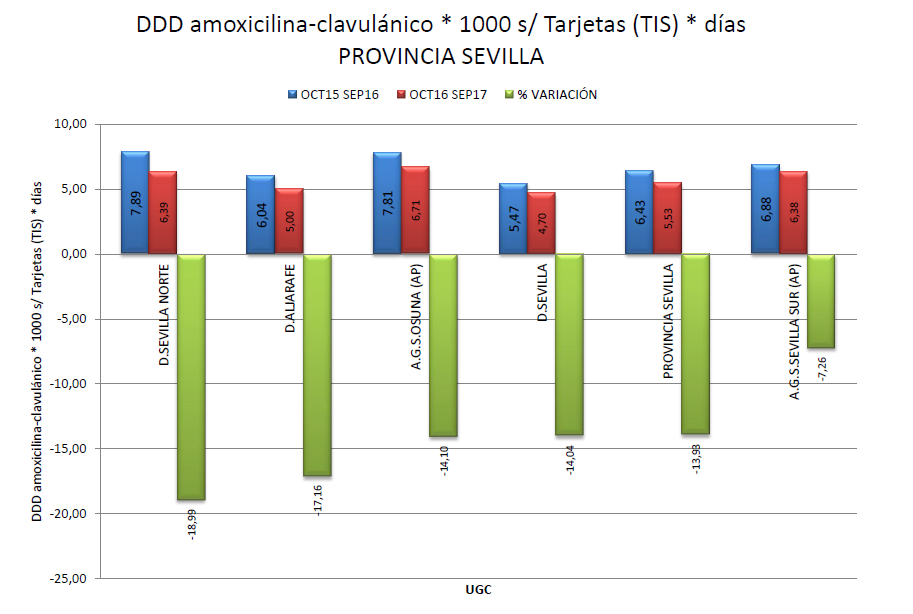 DDD amoxicilina-clavulánico * 1000 s/ Tarjetas (TIS) * días
PROVINCIA SEVILLA
OCT15 SEP16
OCT16 SEP17
% VARIACIÓN
DDD amoxicilina-clavulánico * 1000 s/ Tarjetas (TIS) * días
10,00
5,00
0,00
-5,00
-10,00
-15,00
-20,00
-25,00
7,89
6,39
D.SEVILLA NORTE
-18,99
6,04
5,00
D.ALJARAFE
-17,16
7,81
6,71
A.G.S.OSUNA (AP)
-14,10
5,47
4,70
D.SEVILLA
-14,04
6,43
5,53
PROVINCIA SEVILLA
-13,93
6,88
6,38
A.G.S.SEVILLA SUR (AP)
-7,26
UGC